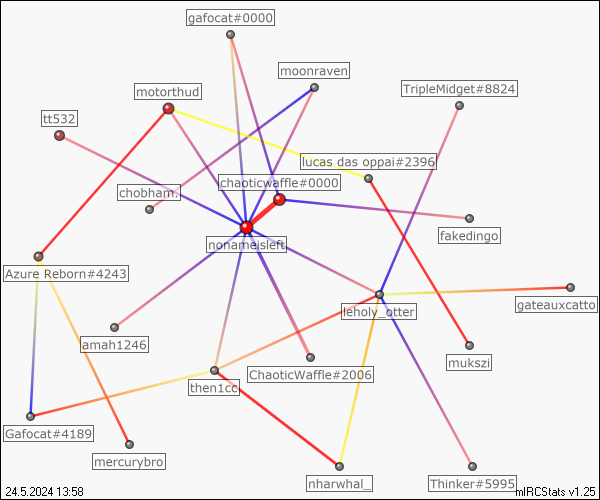 gafocat#0000
moonraven
TripleMidget#8824
motorthud
tt532
lucas das oppai#2396
chaoticwaffle#0000
chobham.
fakedingo
nonameisleft
Azure Reborn#4243
gateauxcatto
leholy_otter
amah1246
mukszi
ChaoticWaffle#2006
then1cc
Gafocat#4189
mercurybro
nharwhal_
Thinker#5995
24.5.2024 13:58
mIRCStats v1.25